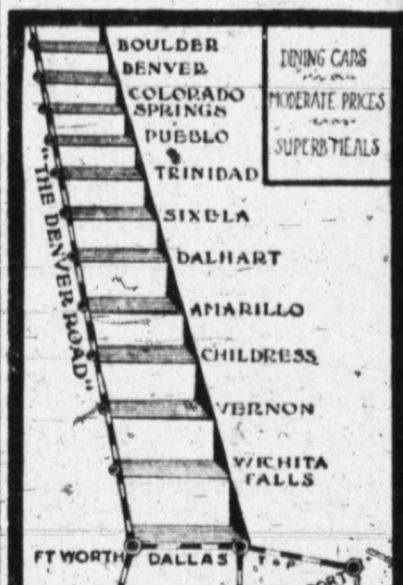 BOULDER
DENVER
COLORADO
SPRINGS
PUEBLO
TRINIDAD
SIXELA
DALHART
AMARILLO
CHILDRESS
VERNON
WICHITA
FALLS
FT WORTH
DALLAS
"THE DENVER ROAD"
DINING CARS
MODERATE PRICES
SUPERB MEALS